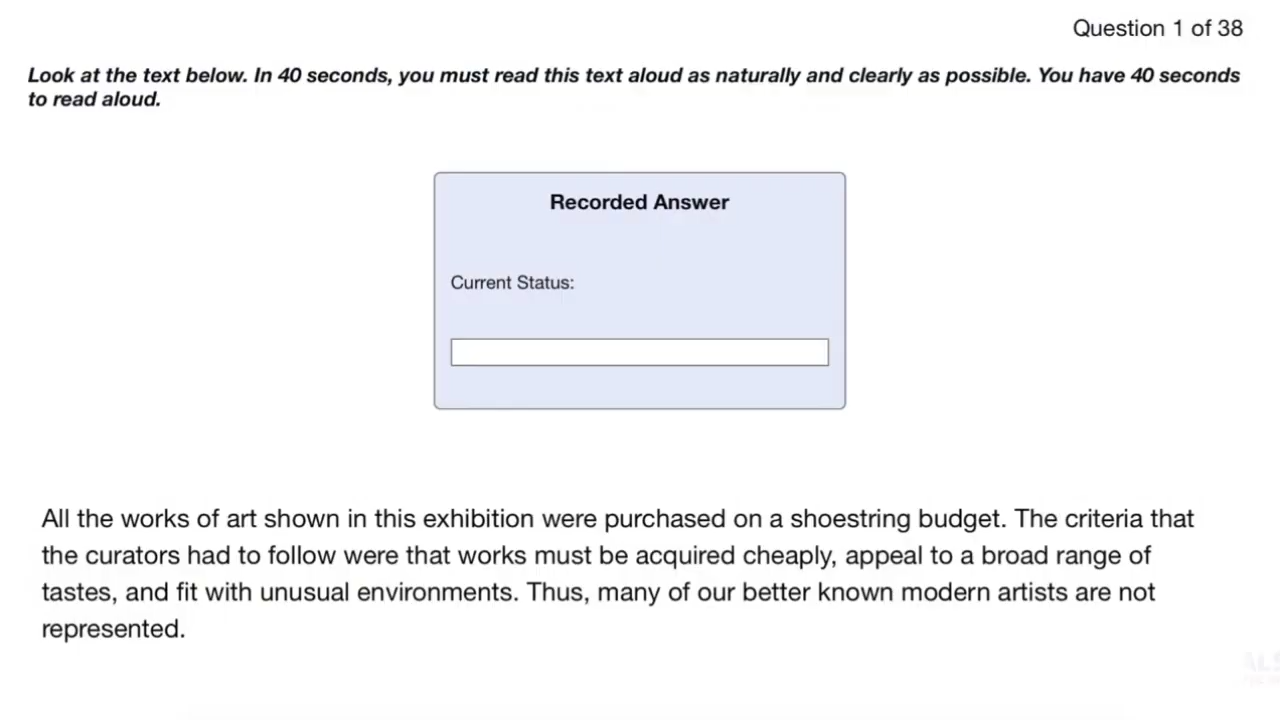 Question 1 of 38
Look at the text below. In 40 seconds, you must read this text aloud as naturally and clearly as possible. You have 40 seconds
to read aloud.
Recorded Answer
Current Status:
All the works of art shown in this exhibition were purchased on a shoestring budget. The criteria that
the curators had to follow were that works must be acquired cheaply, appeal to a broad range of
tastes, and fit with unusual environments. Thus, many of our better known modern artists are not
represented.